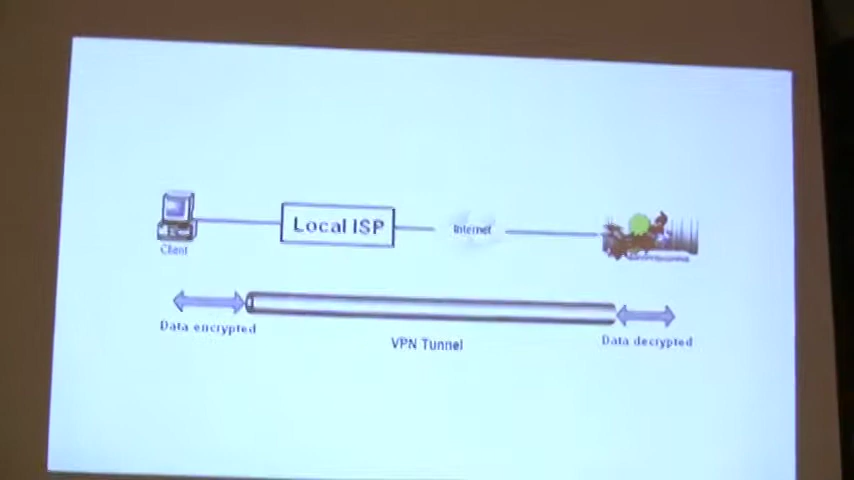 Local ISP
Internet
Client
Data encrypted
VPN Tunnel
Data decrypted